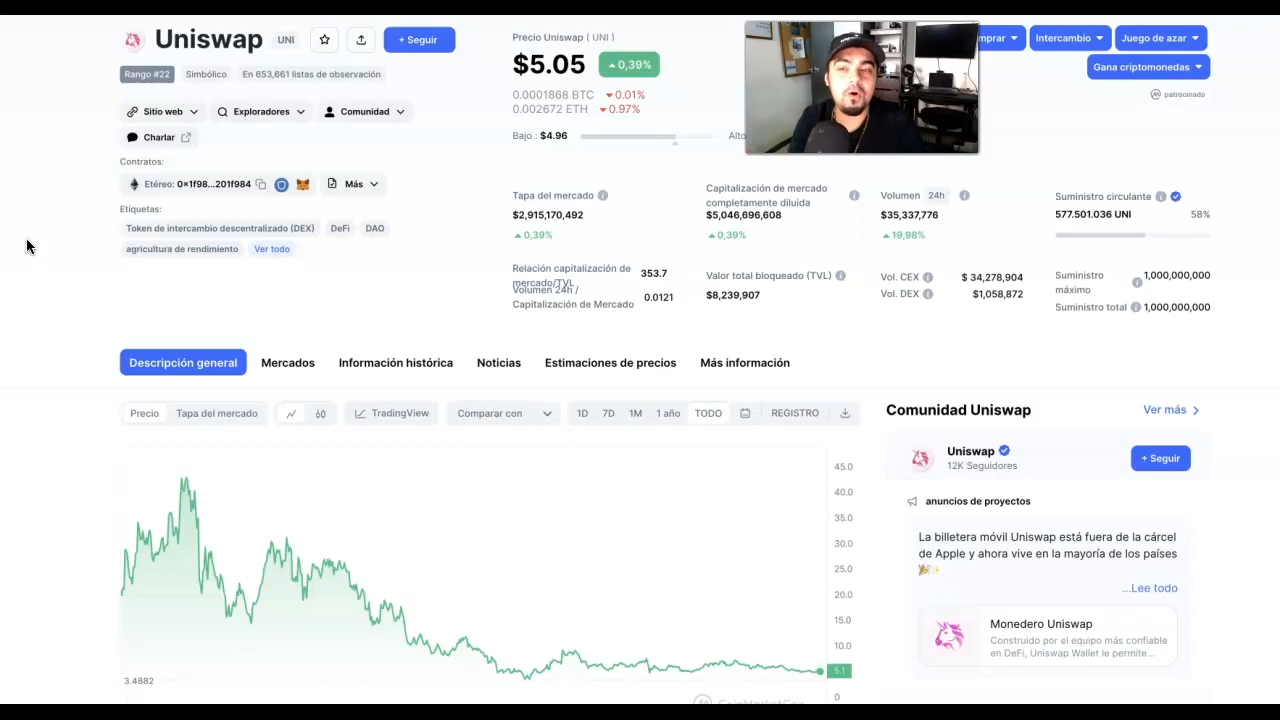 Uniswap UNI + Seguir
Rango #22 Simbólico En 653,661 listas de observación
Sitio web Exploradores Comunidad
Charlar
Contratos:
Etéreo: 0x1f98...201f984 Más
Etiquetas:
Token de intercambio descentralizado (DEX) DeFi DAO
agricultura de rendimiento Ver todo
Precio Uniswap ( UNI )
$5.05 0,39%
0.0001868 BTC 0.01%
0.002672 ETH 0.97%
Bajo : $4.96 Alto
mprar Intercambio Juego de azar
Gana criptomonedas
patrocinado
Tapa del mercado
$2,915,170,492
0,39%
Capitalización de mercado
completamente diluida
$5,046,696,608
0,39%
Volumen 24h
$35,337,776
19,98%
Suministro circulante
577.501.036 UNI 58%
Relación capitalización de
mercado/TVL
353.7
Volumen 24h /
Capitalización de Mercado
0.0121
Valor total bloqueado (TVL)
$8,239,907
Vol. CEX $ 34,278,904
Vol. DEX $1,058,872
Suministro
máximo
1,000,000,000
Suministro total 1,000,000,000
Descripción general Mercados Información histórica Noticias Estimaciones de precios Más información
Precio Tapa del mercado TradingView Comparar con 1D 7D 1M 1 año TODO REGISTRO
45.0
40.0
35.0
30.0
25.0
20.0
15.0
10.0
5.1
0
3.4882
Comunidad Uniswap Ver más
Uniswap
12K Seguidores
+ Seguir
anuncios de proyectos
La billetera móvil Uniswap está fuera de la cárcel
de Apple y ahora vive en la mayoría de los países
🎉✨
...Lee todo
Monedero Uniswap
Construido por el equipo más confiable
en DeFi, Uniswap Wallet le permite...